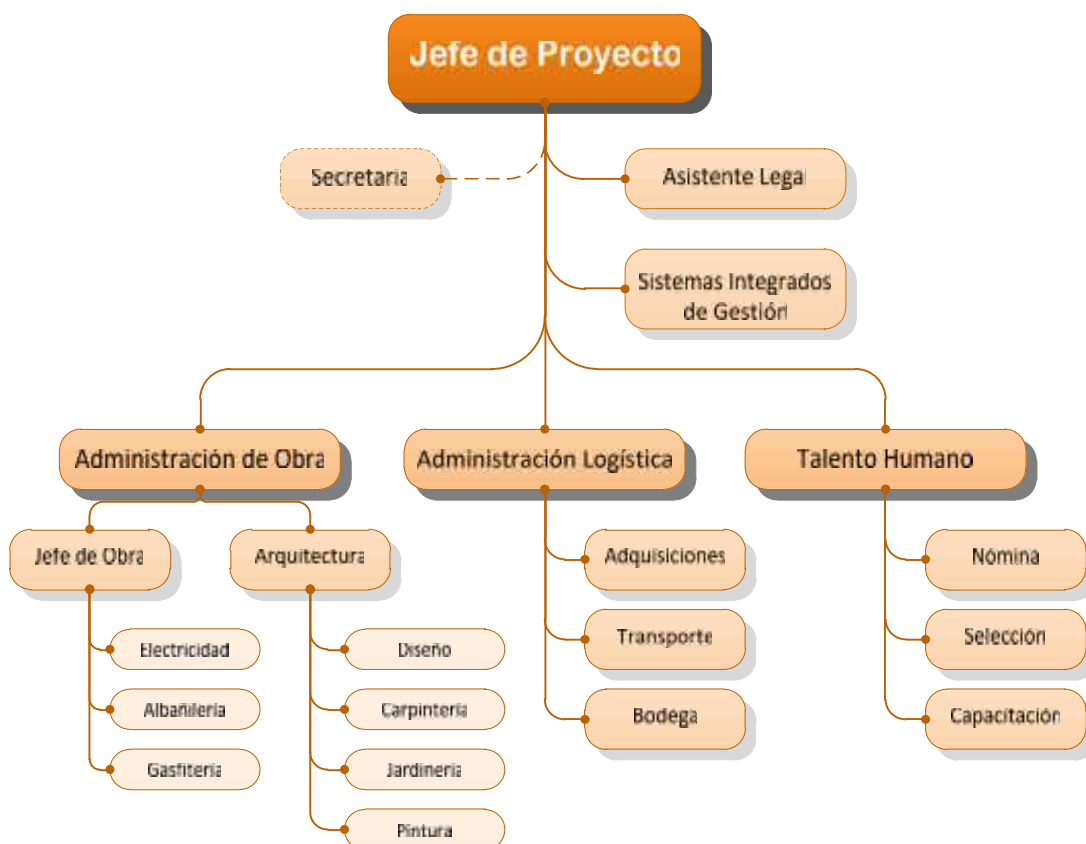 Jefe de Proyecto
Secretaria
Asistente Legal
Sistemas Integrados
de Gestión
Administración de Obra
Administración Logística
Talento Humano
Jefe de Obra
Arquitectura
Adquisiciones
Nómina
Electricidad
Diseño
Transporte
Selección
Albañilería
Carpintería
Bodega
Capacitación
Gasfitería
Jardinería
Pintura